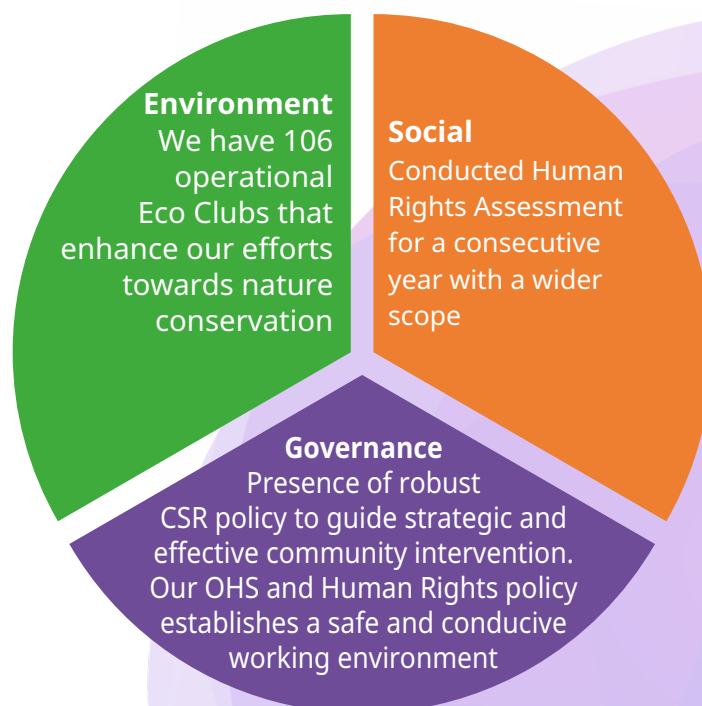 Environment
We have 106
operational
Eco Clubs that
enhance our efforts
towards nature
conservation
Social
Conducted Human
Rights Assessment
for a consecutive
year with a wider
scope
Governance
Presence of robust
CSR policy to guide strategic and
effective community intervention.
Our OHS and Human Rights policy
establishes a safe and conducive
working environment